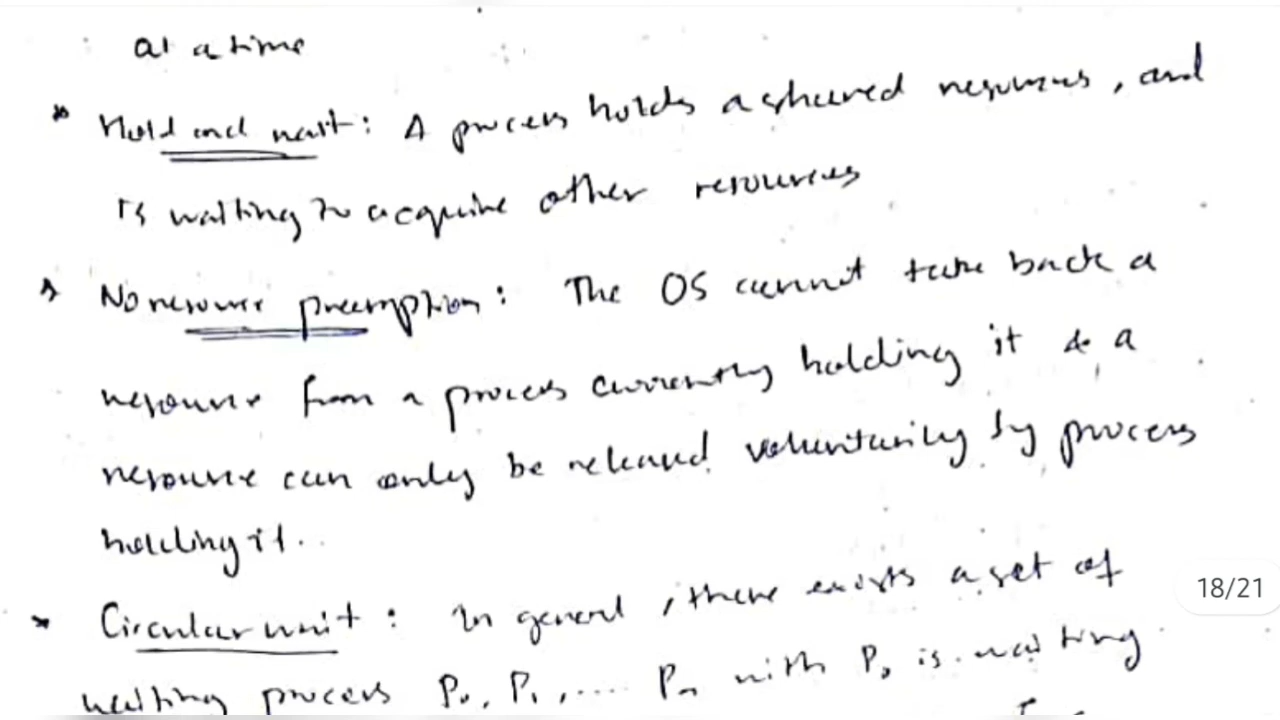 at a time
* Hold and wait: A process holds a shared resources, and
is waiting to acquire other resources
* No resource preemption: The OS cannot take back a
resource from a process currently holding it & a
resource can only be released voluntarily by process
holding it..
* Circular wait: In general, there exists a set of
waiting process P₀, P₁, .... Pₙ with P₀ is waiting
18/21